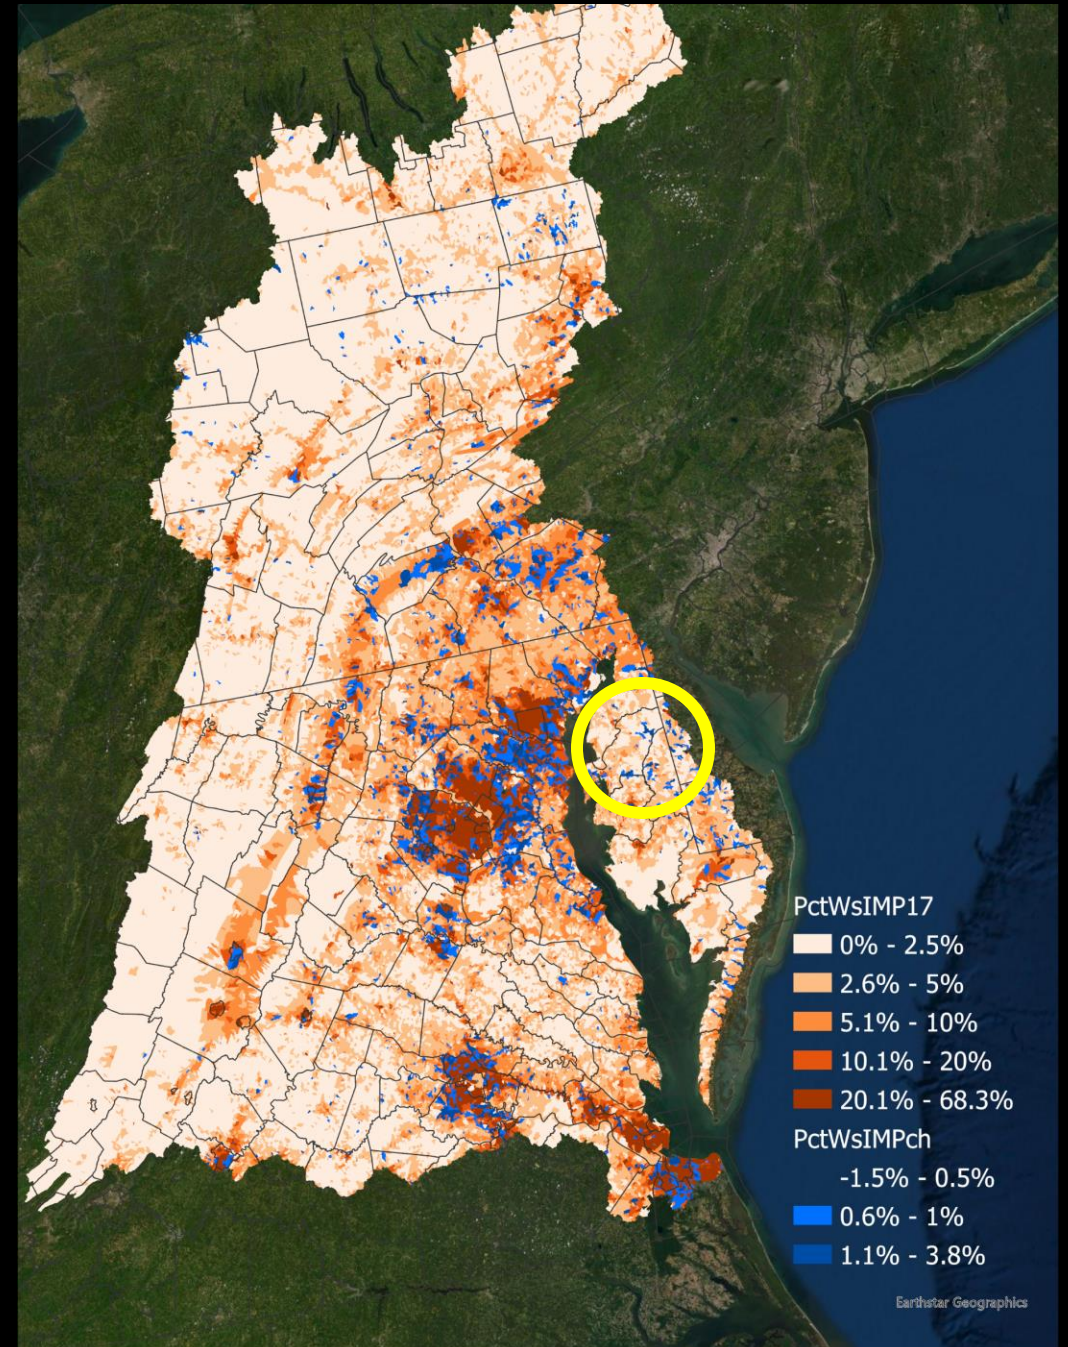 PctWsIMP17
0% - 2.5%
2.6% - 5%
5.1% - 10%
10.1% - 20%
20.1% - 68.3%
PctWsIMPch
-1.5% - 0.5%
0.6% - 1%
1.1% - 3.8%
Earthstar Geographics